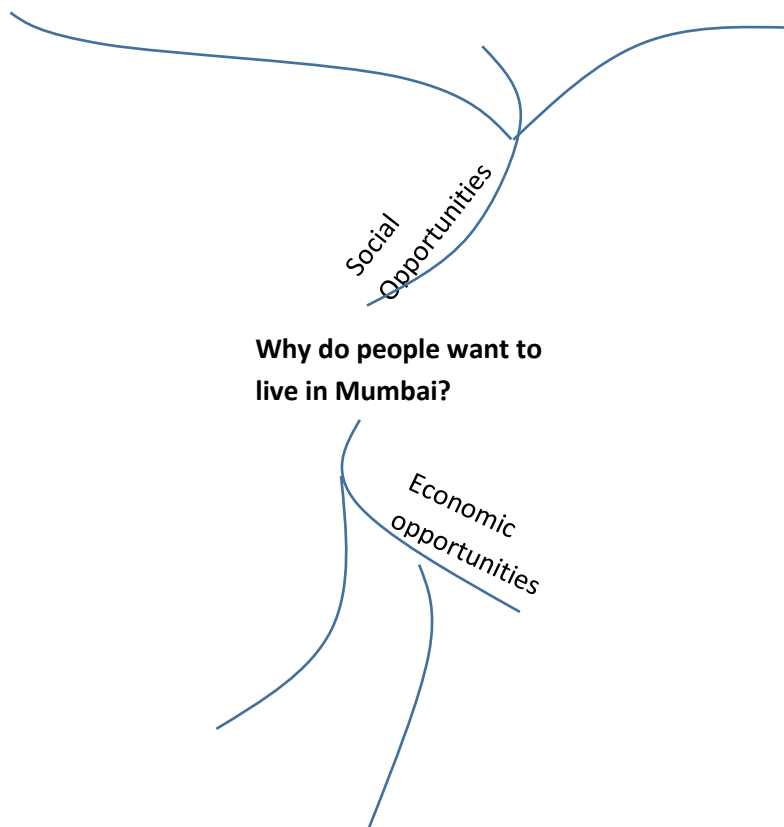 Social
Opportunities
Why do people want to
live in Mumbai?
Economic
opportunities